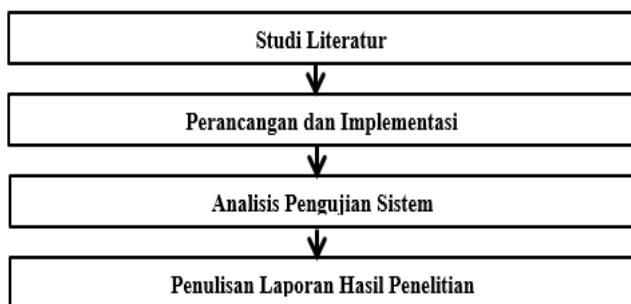 Studi Literatur
Perancangan dan Implementasi
Analisis Pengujian Sistem
Penulisan Laporan Hasil Penelitian